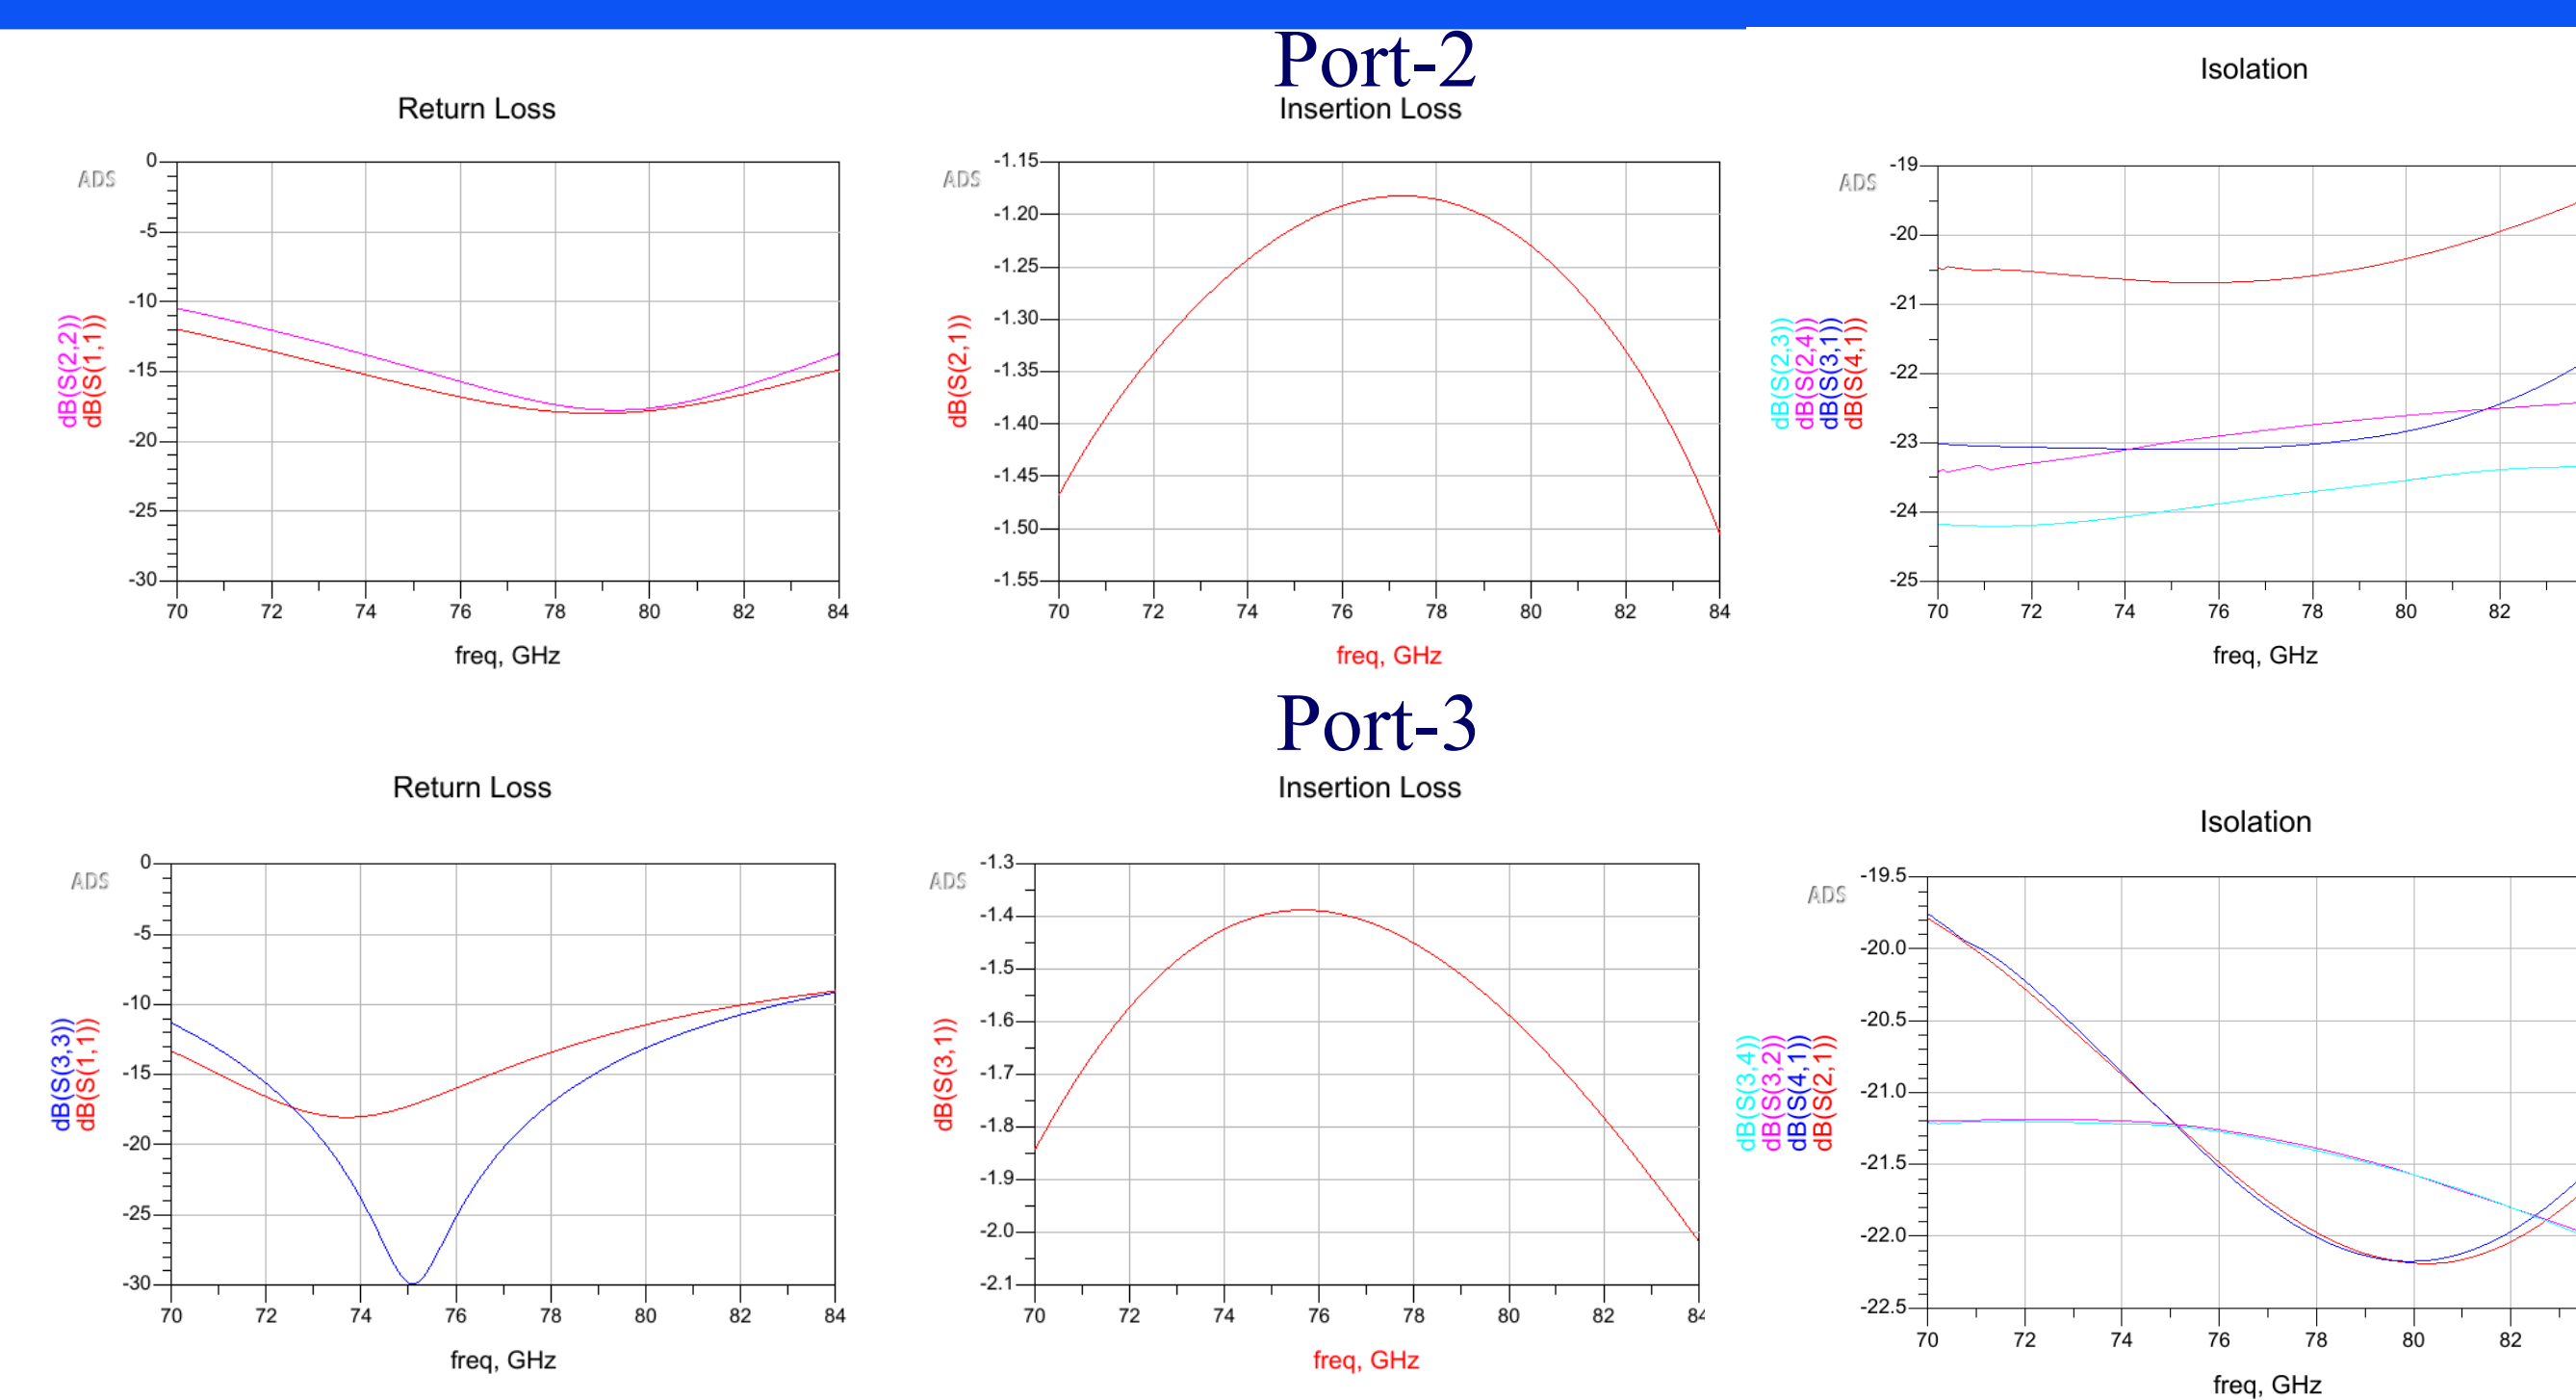 Port-2
Return Loss
Insertion Loss
Isolation
ADS
dB(S(2,2))
dB(S(1,1))
0
-5
-10
-15
-20
-25
-30
70 72 74 76 78 80 82 84
freq, GHz
ADS
dB(S(2,1))
-1.15
-1.20
-1.25
-1.30
-1.35
-1.40
-1.45
-1.50
-1.55
70 72 74 76 78 80 82 84
freq, GHz
ADS
dB(S(2,3))
dB(S(2,4))
dB(S(3,1))
dB(S(4,1))
-19
-20
-21
-22
-23
-24
-25
70 72 74 76 78 80 82
freq, GHz
Port-3
Return Loss
Insertion Loss
Isolation
ADS
dB(S(3,3))
dB(S(1,1))
0
-5
-10
-15
-20
-25
-30
70 72 74 76 78 80 82 84
freq, GHz
ADS
dB(S(3,1))
-1.3
-1.4
-1.5
-1.6
-1.7
-1.8
-1.9
-2.0
-2.1
70 72 74 76 78 80 82 84
freq, GHz
ADS
dB(S(3,4))
dB(S(3,2))
dB(S(4,1))
dB(S(2,1))
-19.5
-20.0
-20.5
-21.0
-21.5
-22.0
-22.5
70 72 74 76 78 80 82
freq, GHz